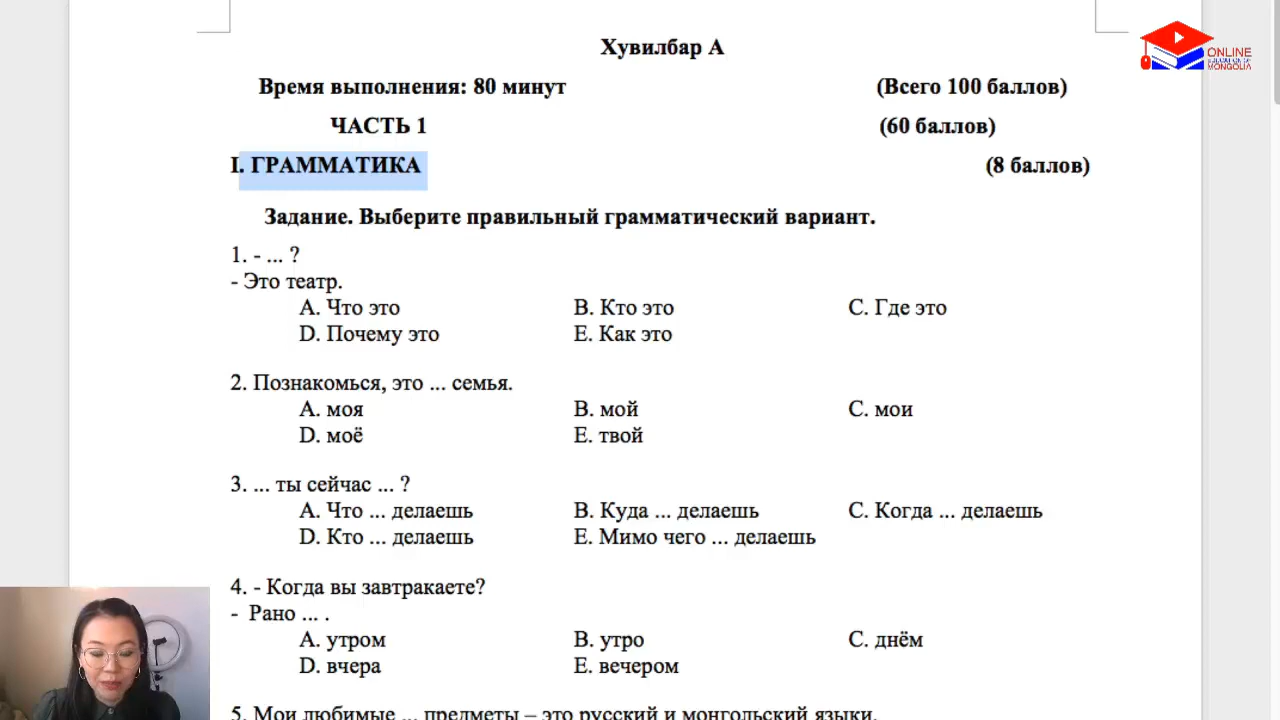 Хувилбар А
Время выполнения: 80 минут (Всего 100 баллов)
ЧАСТЬ 1 (60 баллов)
I. ГРАММАТИКА (8 баллов)
Задание. Выберите правильный грамматический вариант.
1. - ... ?
- Это театр.
A. Что это B. Кто это C. Где это
D. Почему это E. Как это
2. Познакомься, это ... семья.
A. моя B. мой C. мои
D. моё E. твой
3. ... ты сейчас ... ?
A. Что ... делаешь B. Куда ... делаешь C. Когда ... делаешь
D. Кто ... делаешь E. Мимо чего ... делаешь
4. - Когда вы завтракаете?
- Рано ... .
A. утром B. утро C. днём
D. вчера E. вечером
5. Мои любимые ... предметы – это русский и монгольский языки.
ONLINE
EDUCATION OF
MONGOLIA